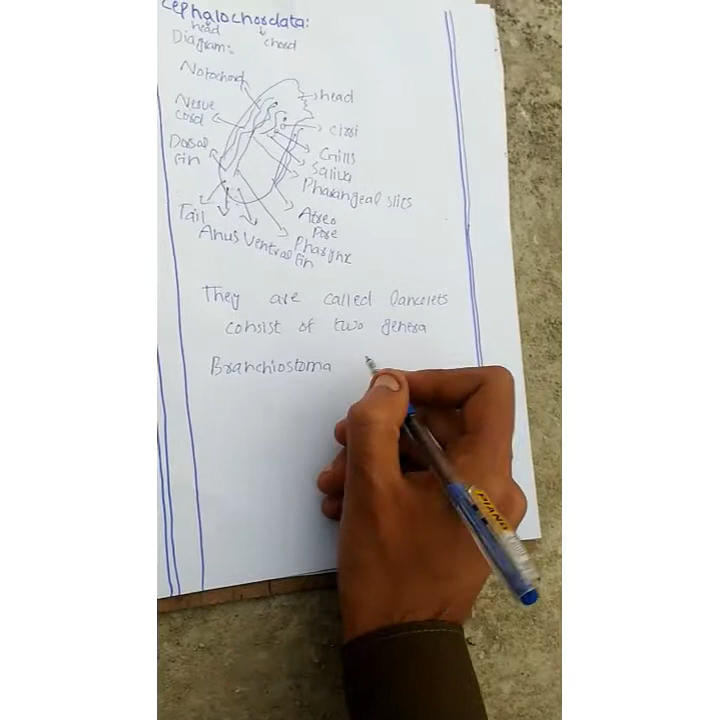 Cephalochordata:
head
chord
Diagram:
Notochord
head
Nerve
cord
cirri
Dorsal
fin
Gills
Saliva
Pharangeal slits
Tail
Atreo
Pore
Anus
Ventral
fin
Pharynx
They are called lancelets
consist of two genera
Branchiostoma
PIANO